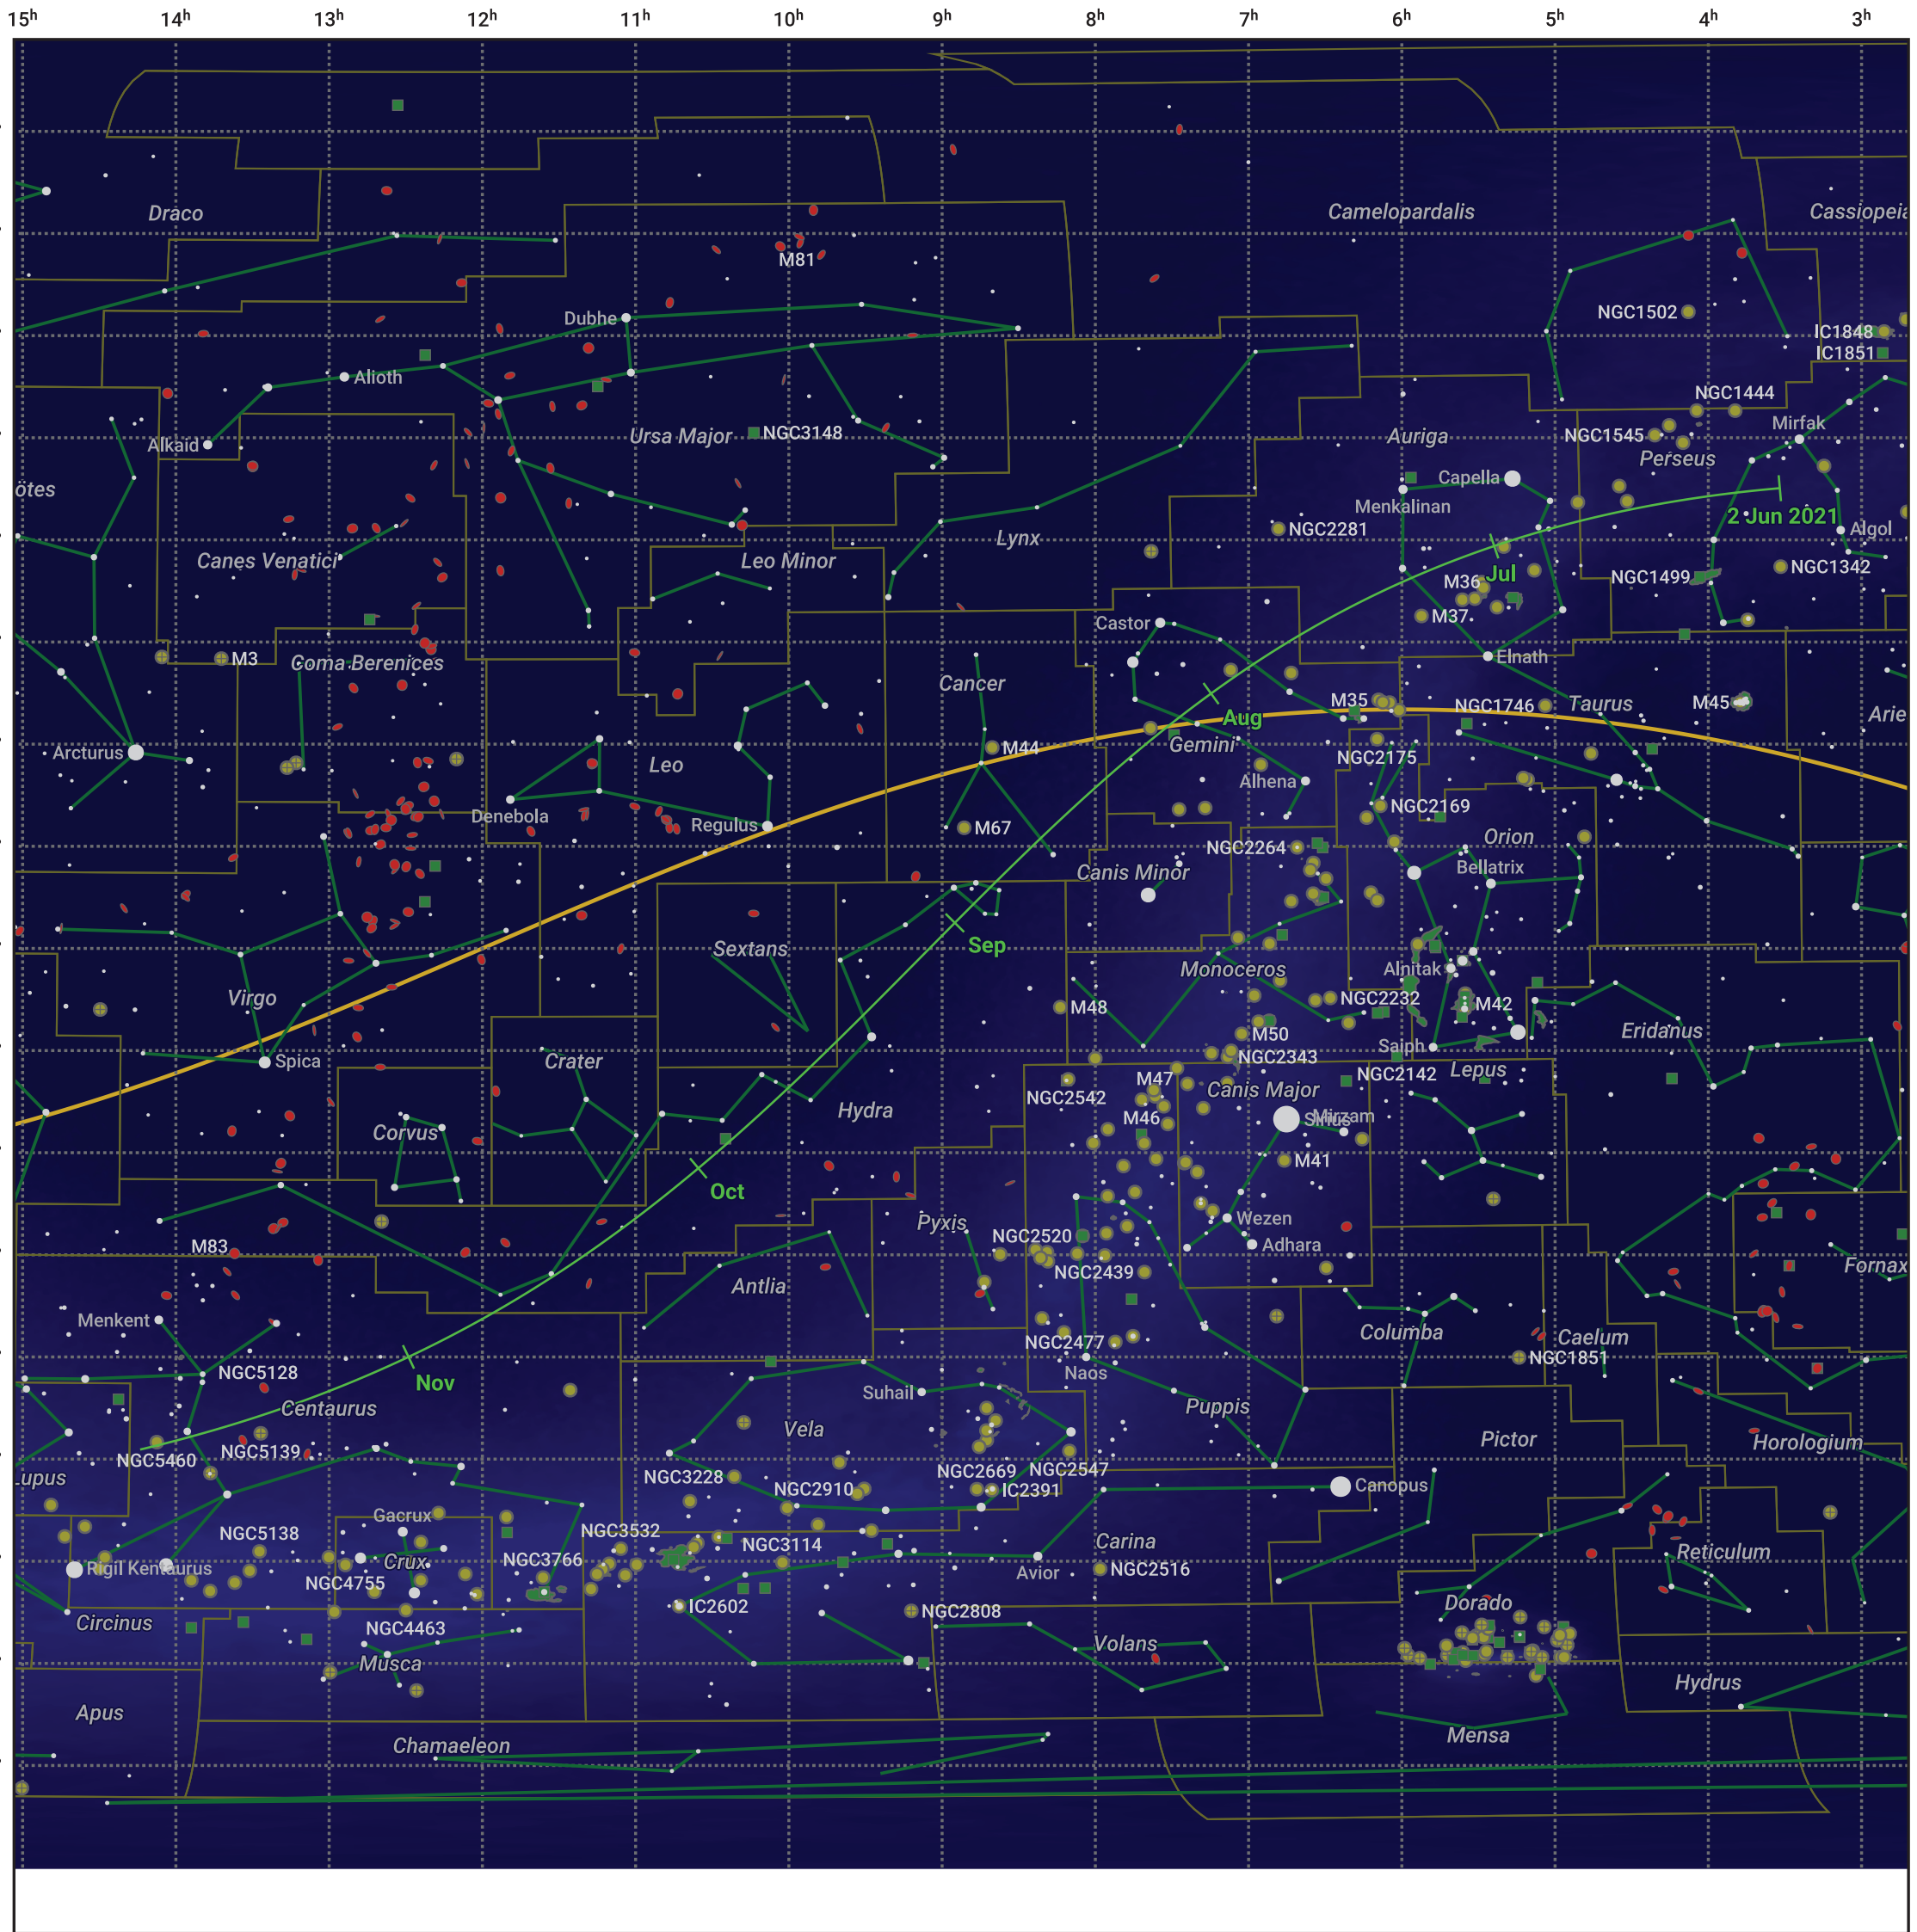 15h 14h 13h 12h 11h 10h 9h 8h 7h 6h 5h 4h 3h
Draco
Camelopardalis
Cassiopeia
M81
NGC1502
Dubhe
IC1848
IC1851
Alioth
NGC1444
Mirfak
Alkaid
Ursa Major
NGC3148
Auriga
NGC1545
Perseus
Capella
ötes
Menkalinan
2 Jun 2021
NGC2281
Algol
Lynx
Canes Venatici
Leo Minor
NGC1342
Jul
NGC1499
M36
M37
Castor
M3
Coma Berenices
Elnath
Cancer
M35
NGC1746
Taurus
M45
Arie
Aug
Arcturus
M44
Gemini
NGC2175
Leo
Alhena
NGC2169
Denebola
Regulus
M67
Orion
NGC2264
Bellatrix
Canis Minor
Sep
Sextans
Monoceros
Alnitak
Virgo
NGC2232
M48
M42
Eridanus
M50
Saiph
Spica
Crater
NGC2343
Lepus
NGC2142
M47
Canis Major
NGC2542
Hydra
M46
Sirius
Mirzam
Corvus
M41
Oct
Pyxis
Wezen
NGC2520
Adhara
M83
NGC2439
Fornax
Antlia
Menkent
Columba
Caelum
NGC2477
NGC1851
NGC5128
Naos
Nov
Suhail
Centaurus
Puppis
Vela
Pictor
Horologium
NGC5139
NGC5460
Lupus
NGC3228
NGC2669
NGC2547
NGC2910
IC2391
Canopus
Gacrux
NGC5138
NGC3532
Carina
NGC3114
Reticulum
NGC3766
Crux
Rigil Kentaurus
Avior
NGC2516
NGC4755
Dorado
IC2602
NGC2808
Circinus
NGC4463
Volans
Musca
Hydrus
Apus
Mensa
Chamaeleon